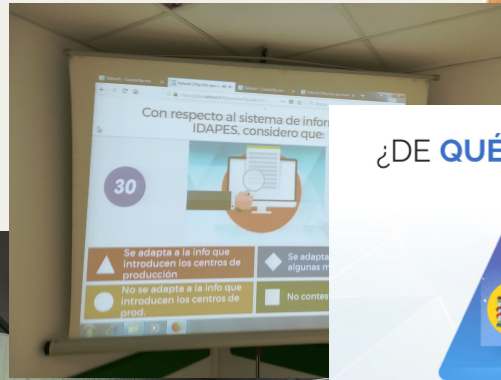 Con respecto al sistema de infor
IDAPES, considero que:
30
Se adapta a la info que
introducen los centros de
producción
Se adapta
algunas m
No se adapta a la info que
introducen los centros de
prod.
No contes
¿DE QUÉ